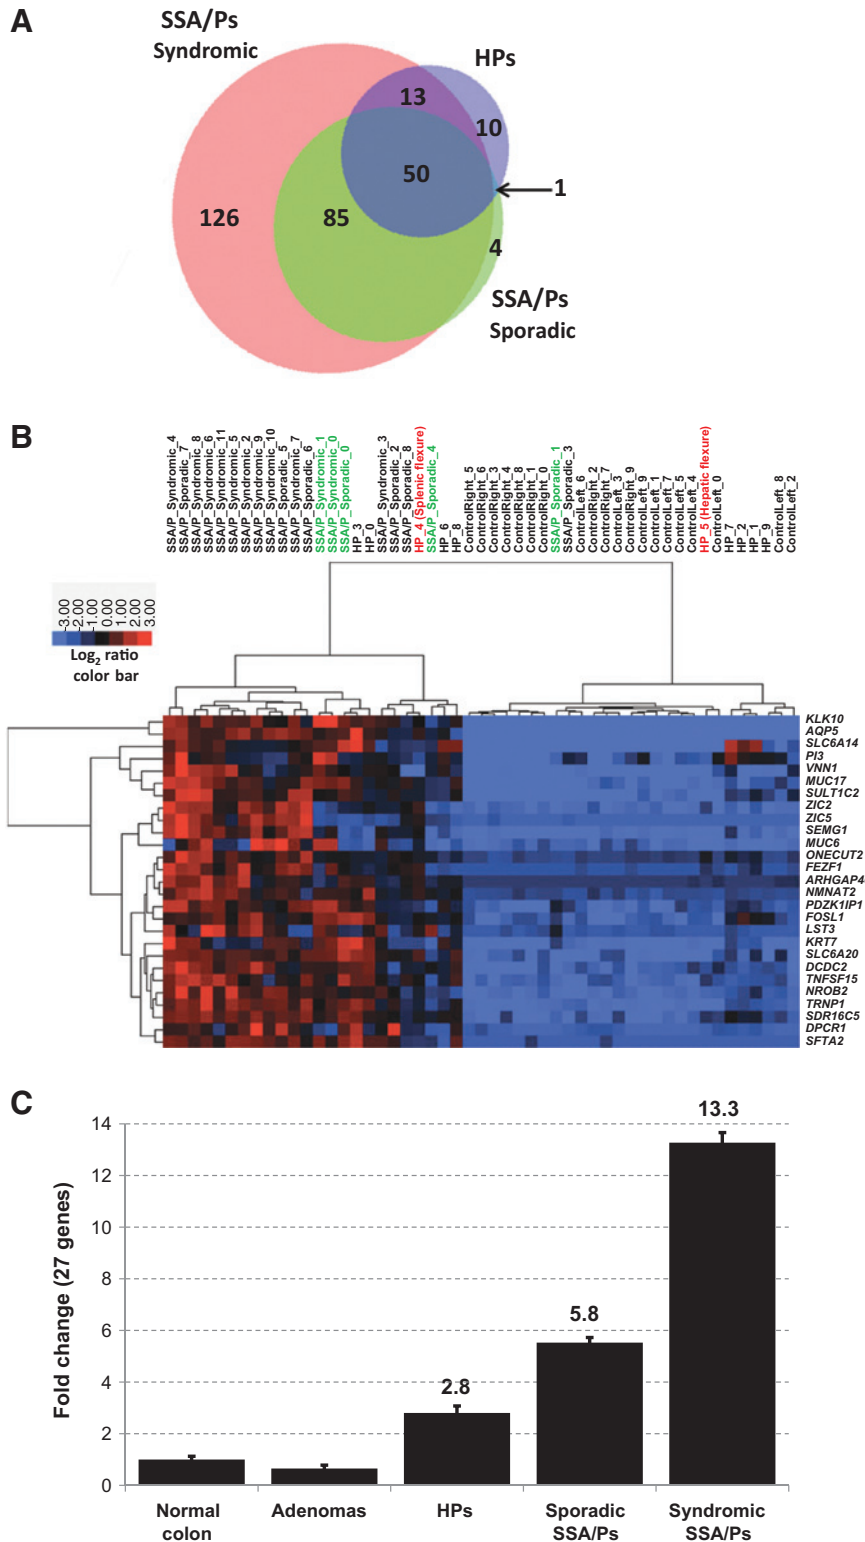 A
SSA/Ps
Syndromic
HPs
13
10
50
1
126
85
4
SSA/Ps
Sporadic
B
SSA/P_Syndromic_4
SSA/P_Sporadic_7
SSA/P_Syndromic_8
SSA/P_Syndromic_6
SSA/P_Syndromic_11
SSA/P_Syndromic_5
SSA/P_Syndromic_2
SSA/P_Syndromic_9
SSA/P_Syndromic_10
SSA/P_Sporadic_5
SSA/P_Syndromic_7
SSA/P_Sporadic_6
SSA/P_Syndromic_1
SSA/P_Syndromic_0
SSA/P_Sporadic_0
HP_3
HP_0
SSA/P_Syndromic_3
SSA/P_Sporadic_2
SSA/P_Sporadic_8
HP_4 (Splenic flexure)
SSA/P_Sporadic_4
HP_6
HP_8
ControlRight_5
ControlRight_6
ControlRight_3
ControlRight_4
ControlRight_8
ControlRight_1
ControlRight_0
SSA/P_Sporadic_1
SSA/P_Sporadic_3
ControlLeft_6
ControlRight_2
ControlRight_7
ControlLeft_3
ControlRight_9
ControlLeft_9
ControlLeft_1
ControlLeft_7
ControlLeft_5
ControlLeft_4
HP_5 (Hepatic flexure)
ControlLeft_0
HP_7
HP_2
HP_1
HP_9
ControlLeft_8
ControlLeft_2
-3.00
-2.00
-1.00
0.00
1.00
2.00
3.00
Log2 ratio
color bar
KLK10
AQP5
SLC6A14
PI3
VNN1
MUC17
SULT1C2
ZIC2
ZIC5
SEMG1
MUC6
ONECUT2
FEZF1
ARHGAP4
NMNAT2
PDZK1IP1
FOSL1
LST3
KRT7
SLC6A20
DCDC2
TNFSF15
NROB2
TRNP1
SDR16C5
DPCR1
SFTA2
C
Fold change (27 genes)
14
12
10
8
6
4
2
0
2.8
5.8
13.3
Normal
colon
Adenomas
HPs
Sporadic
SSA/Ps
Syndromic
SSA/Ps